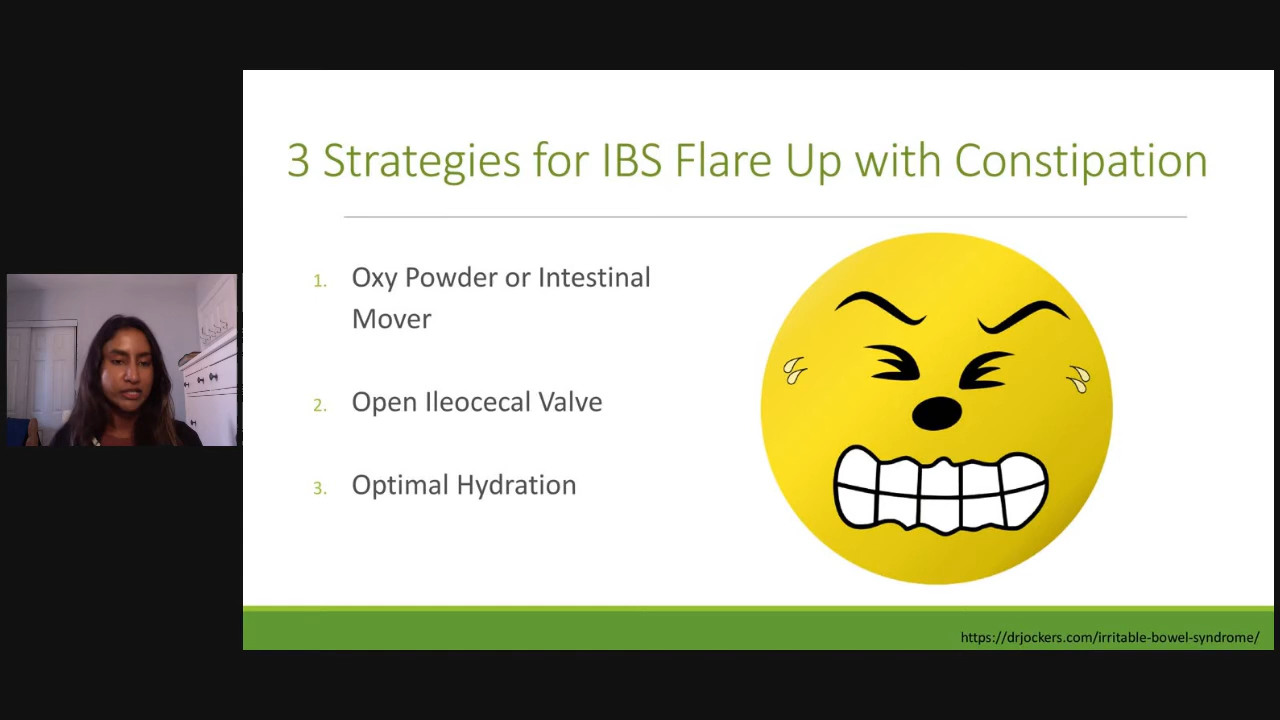 3 Strategies for IBS Flare Up with Constipation
1. Oxy Powder or Intestinal
Mover
2. Open Ileocecal Valve
3. Optimal Hydration
https://drjockers.com/irritable-bowel-syndrome/